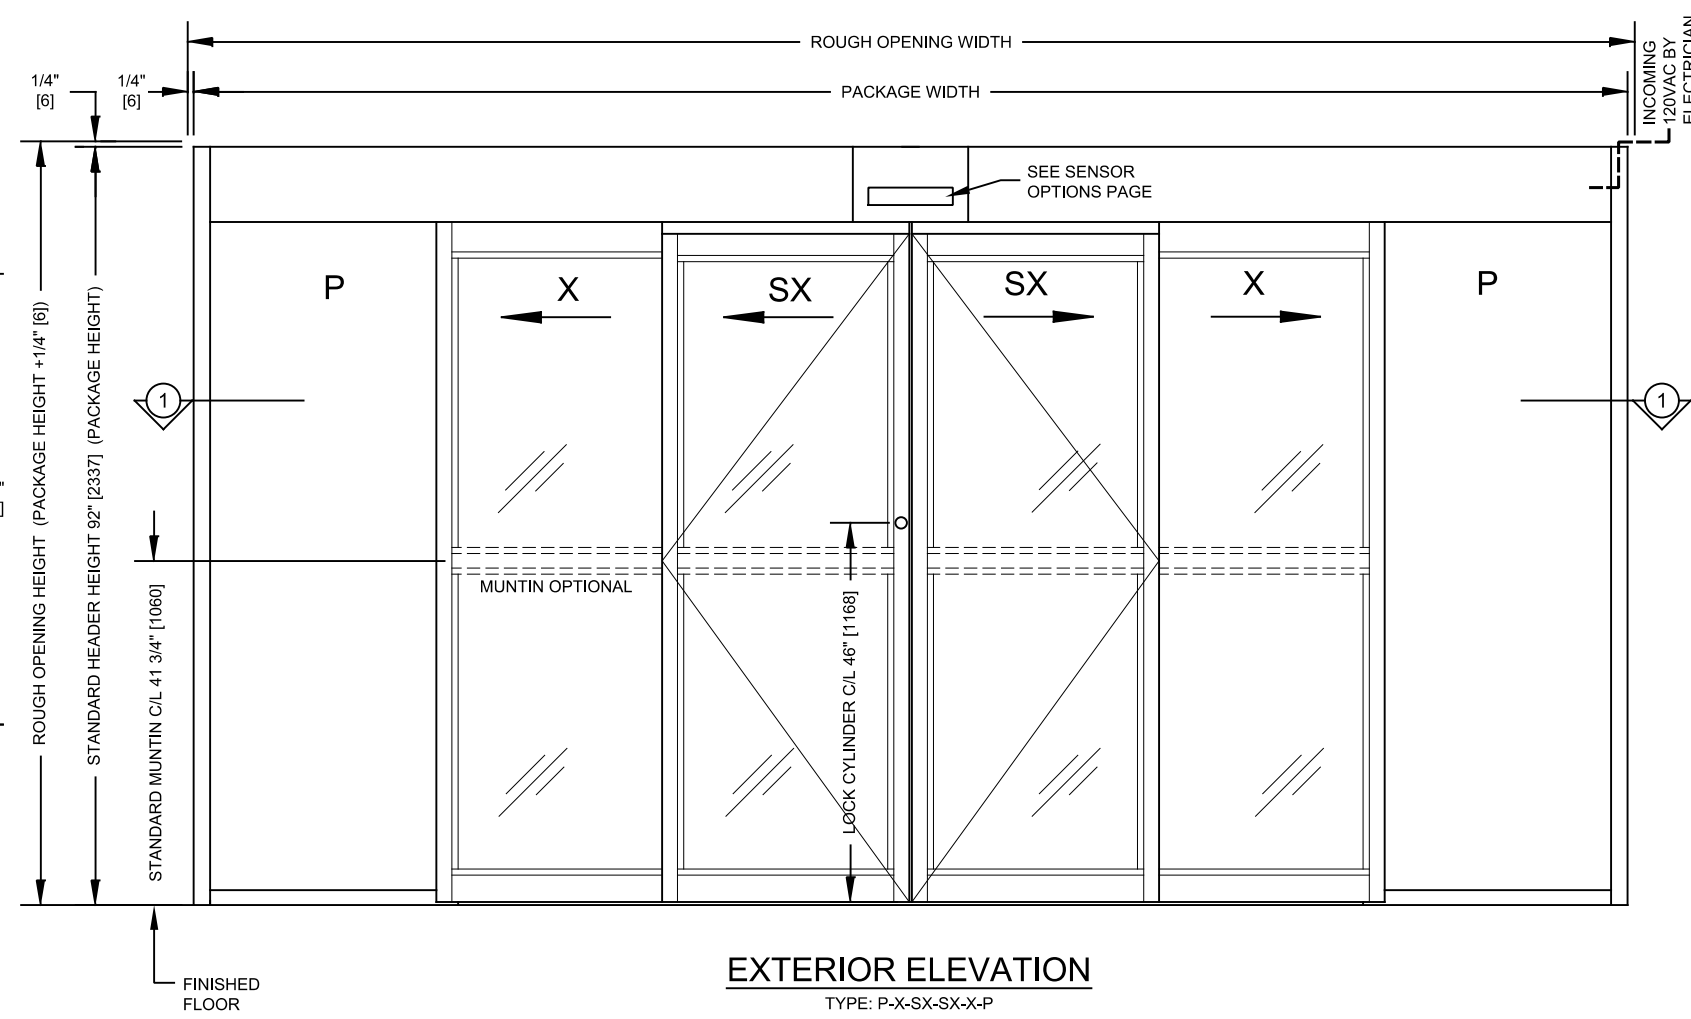 ROUGH OPENING WIDTH
PACKAGE WIDTH
1/4"
[6]
1/4"
[6]
INCOMING
120VAC BY
ELECTRICIAN
SEE SENSOR
OPTIONS PAGE
P
X
SX
SX
X
P
1
1
ROUGH OPENING HEIGHT (PACKAGE HEIGHT +1/4" [6])
STANDARD HEADER HEIGHT 92" [2337] (PACKAGE HEIGHT)
STANDARD MUNTIN C/L 41 3/4" [1060]
MUNTIN OPTIONAL
LOCK CYLINDER C/L 46" [1168]
FINISHED
FLOOR
EXTERIOR ELEVATION
TYPE: P-X-SX-SX-X-P